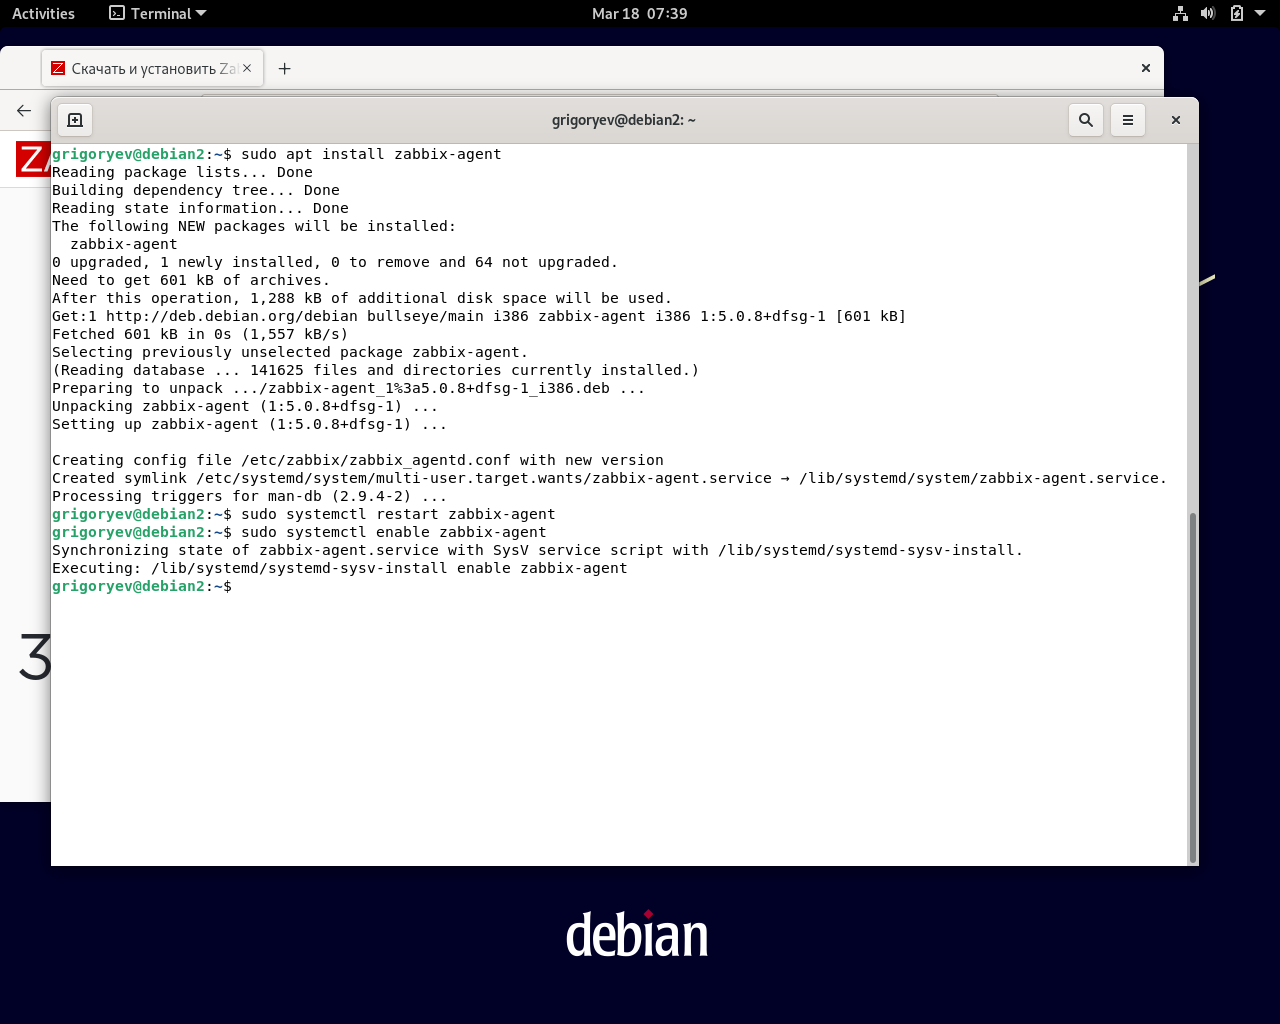 Activities
Terminal
Mar 18 07:39
Скачать и установить Za
grigoryev@debian2: ~
grigoryev@debian2:~$ sudo apt install zabbix-agent
Reading package lists... Done
Building dependency tree... Done
Reading state information... Done
The following NEW packages will be installed:
  zabbix-agent
0 upgraded, 1 newly installed, 0 to remove and 64 not upgraded.
Need to get 601 kB of archives.
After this operation, 1,288 kB of additional disk space will be used.
Get:1 http://deb.debian.org/debian bullseye/main i386 zabbix-agent i386 1:5.0.8+dfsg-1 [601 kB]
Fetched 601 kB in 0s (1,557 kB/s)
Selecting previously unselected package zabbix-agent.
(Reading database ... 141625 files and directories currently installed.)
Preparing to unpack .../zabbix-agent_1%3a5.0.8+dfsg-1_i386.deb ...
Unpacking zabbix-agent (1:5.0.8+dfsg-1) ...
Setting up zabbix-agent (1:5.0.8+dfsg-1) ...

Creating config file /etc/zabbix/zabbix_agentd.conf with new version
Created symlink /etc/systemd/system/multi-user.target.wants/zabbix-agent.service → /lib/systemd/system/zabbix-agent.service.
Processing triggers for man-db (2.9.4-2) ...
grigoryev@debian2:~$ sudo systemctl restart zabbix-agent
grigoryev@debian2:~$ sudo systemctl enable zabbix-agent
Synchronizing state of zabbix-agent.service with SysV service script with /lib/systemd/systemd-sysv-install.
Executing: /lib/systemd/systemd-sysv-install enable zabbix-agent
grigoryev@debian2:~$
debian